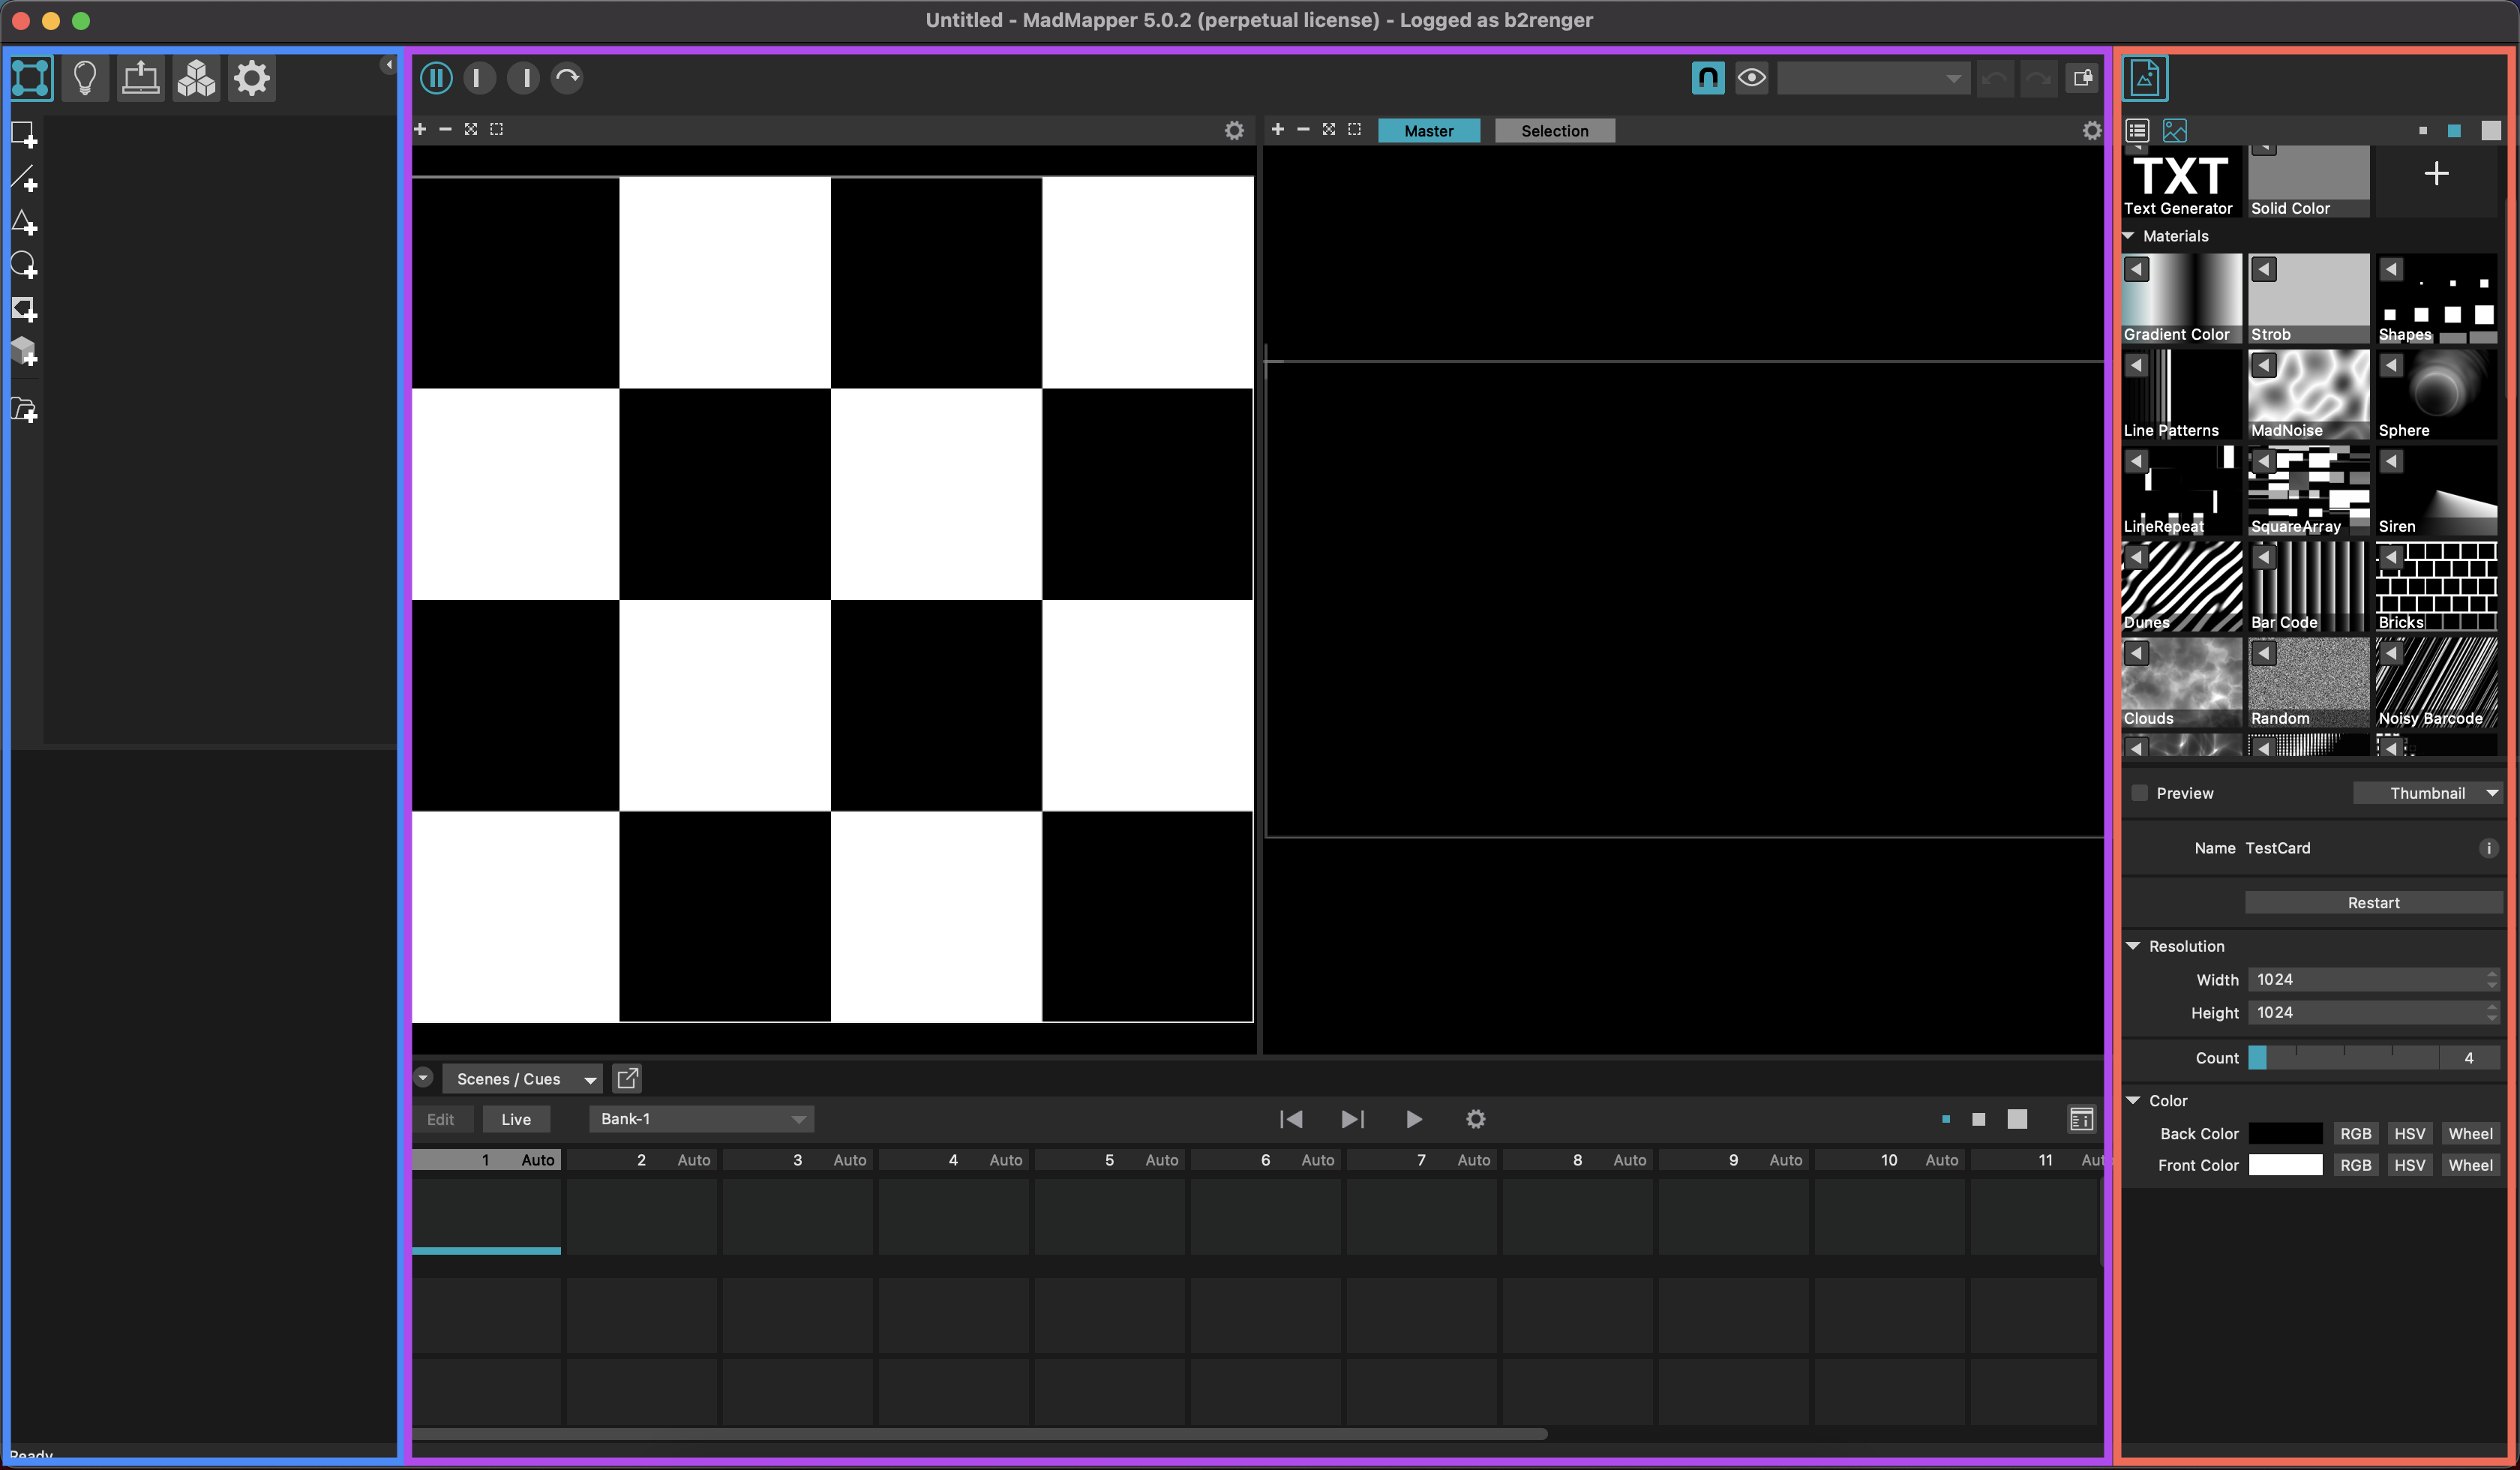 Untitled - MadMapper 5.0.2 (perpetual license) - Logged as b2renger
Master Selection
TXT
Text Generator Solid Color
Materials
Gradient Color Strob Shapes
Line Patterns MadNoise Sphere
LineRepeat SquareArray Siren
Dunes Bar Code Bricks
Clouds Random Noisy Barcode
Preview Thumbnail
Name TestCard
Restart
Resolution
Width 1024
Height 1024
Count 4
Color
Back Color RGB HSV Wheel
Front Color RGB HSV Wheel
Scenes / Cues
Edit Live Bank-1
1 Auto 2 Auto 3 Auto 4 Auto 5 Auto 6 Auto 7 Auto 8 Auto 9 Auto 10 Auto 11 Auto
Ready